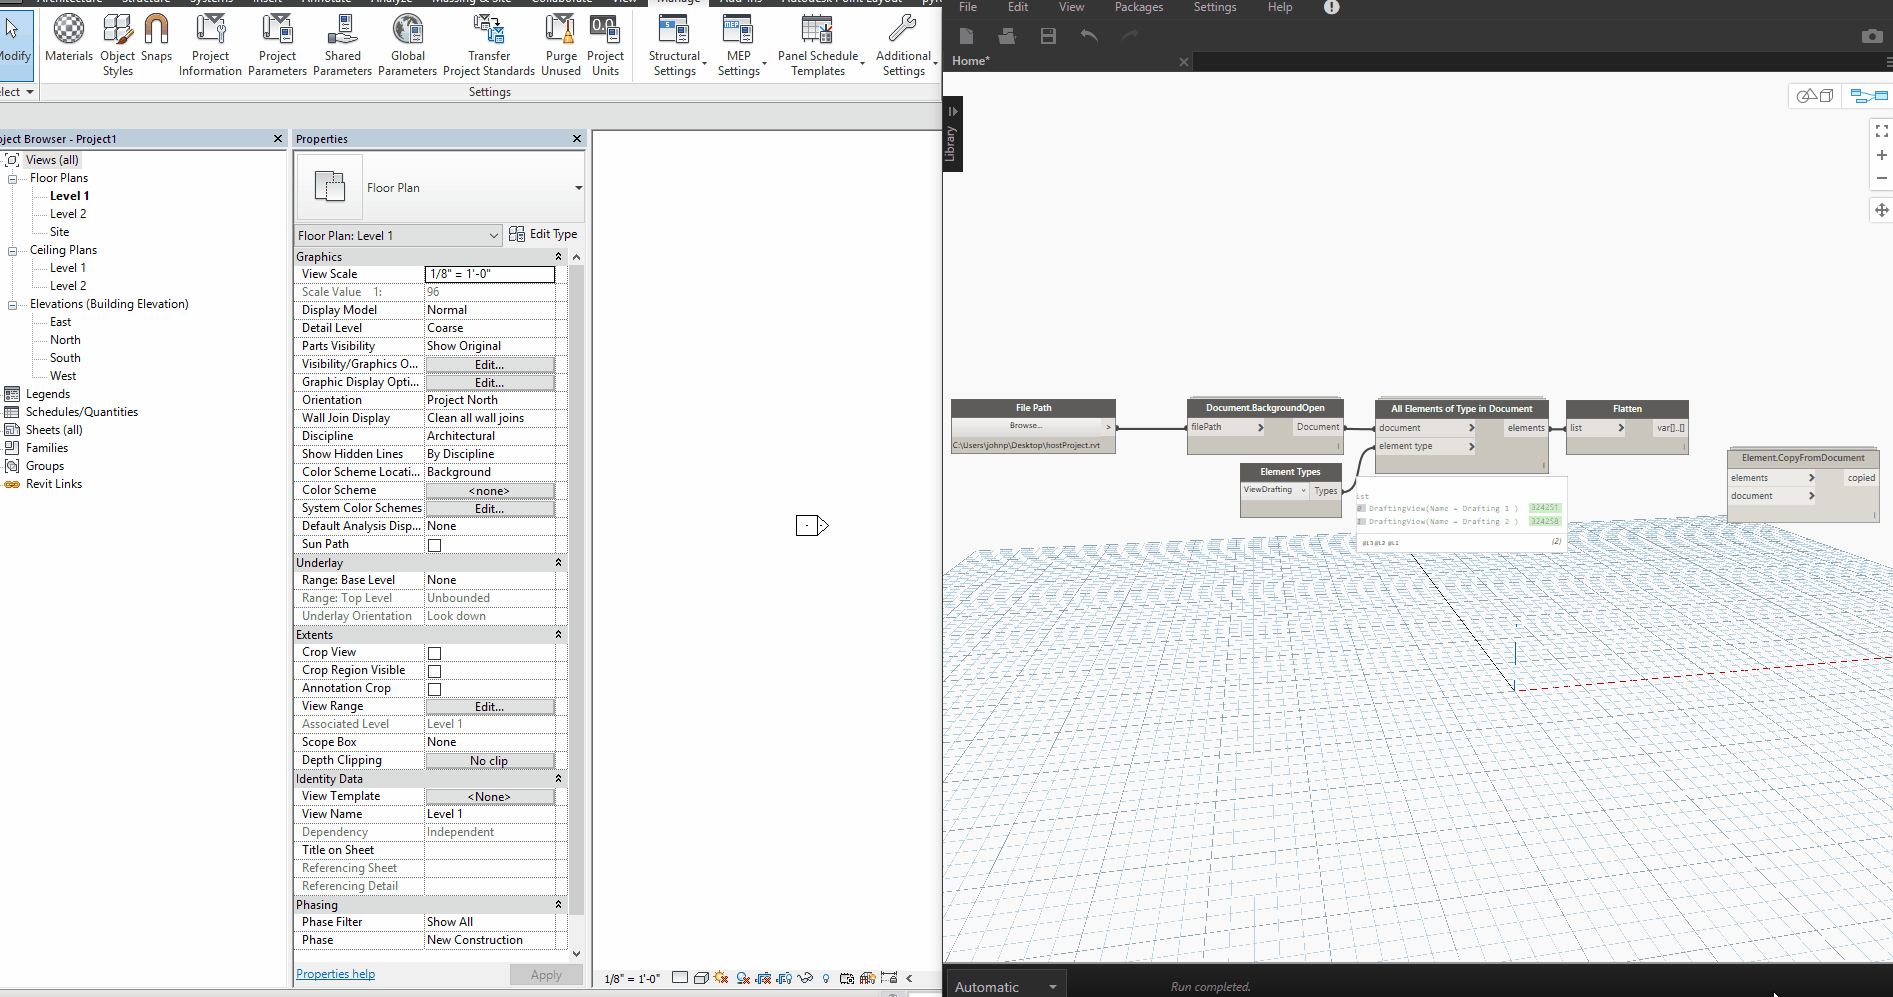 File Edit View Packages Settings Help
Modify
Materials
Object Styles
Snaps
Project Information
Project Parameters
Shared Parameters
Global Parameters
Transfer Project Standards
Purge Unused
Project Units
Structural Settings
MEP Settings
Panel Schedule Templates
Additional Settings
Settings
Home*
Library
ject Browser - Project1
Views (all)
Floor Plans
Level 1
Level 2
Site
Ceiling Plans
Level 1
Level 2
Elevations (Building Elevation)
East
North
South
West
Legends
Schedules/Quantities
Sheets (all)
Families
Groups
Revit Links
Properties
Floor Plan
Floor Plan: Level 1
Edit Type
Graphics
View Scale 1/8" = 1'-0"
Scale Value 1: 96
Display Model Normal
Detail Level Coarse
Parts Visibility Show Original
Visibility/Graphics O... Edit...
Graphic Display Opti... Edit...
Orientation Project North
Wall Join Display Clean all wall joins
Discipline Architectural
Show Hidden Lines By Discipline
Color Scheme Locati... Background
Color Scheme <none>
System Color Schemes Edit...
Default Analysis Disp... None
Sun Path
Underlay
Range: Base Level None
Range: Top Level Unbounded
Underlay Orientation Look down
Extents
Crop View
Crop Region Visible
Annotation Crop
View Range Edit...
Associated Level Level 1
Scope Box None
Depth Clipping No clip
Identity Data
View Template <None>
View Name Level 1
Dependency Independent
Title on Sheet
Referencing Sheet
Referencing Detail
Phasing
Phase Filter Show All
Phase New Construction
Properties help
Apply
1/8" = 1'-0"
File Path
Browse... >
C:\Users\johnp\Desktop\hostProject.rvt
Document.BackgroundOpen
filePath > Document
Element Types
ViewDrafting Types
All Elements of Type in Document
document > elements
element type >
ist
0 DraftingView(Name = Drafting 1 ) 324251
1 DraftingView(Name = Drafting 2 ) 324258
@L3 @L2 @L1 {2}
Flatten
list > var[]..[]
Element.CopyFromDocument
elements > copied
document >
Automatic
Run completed.